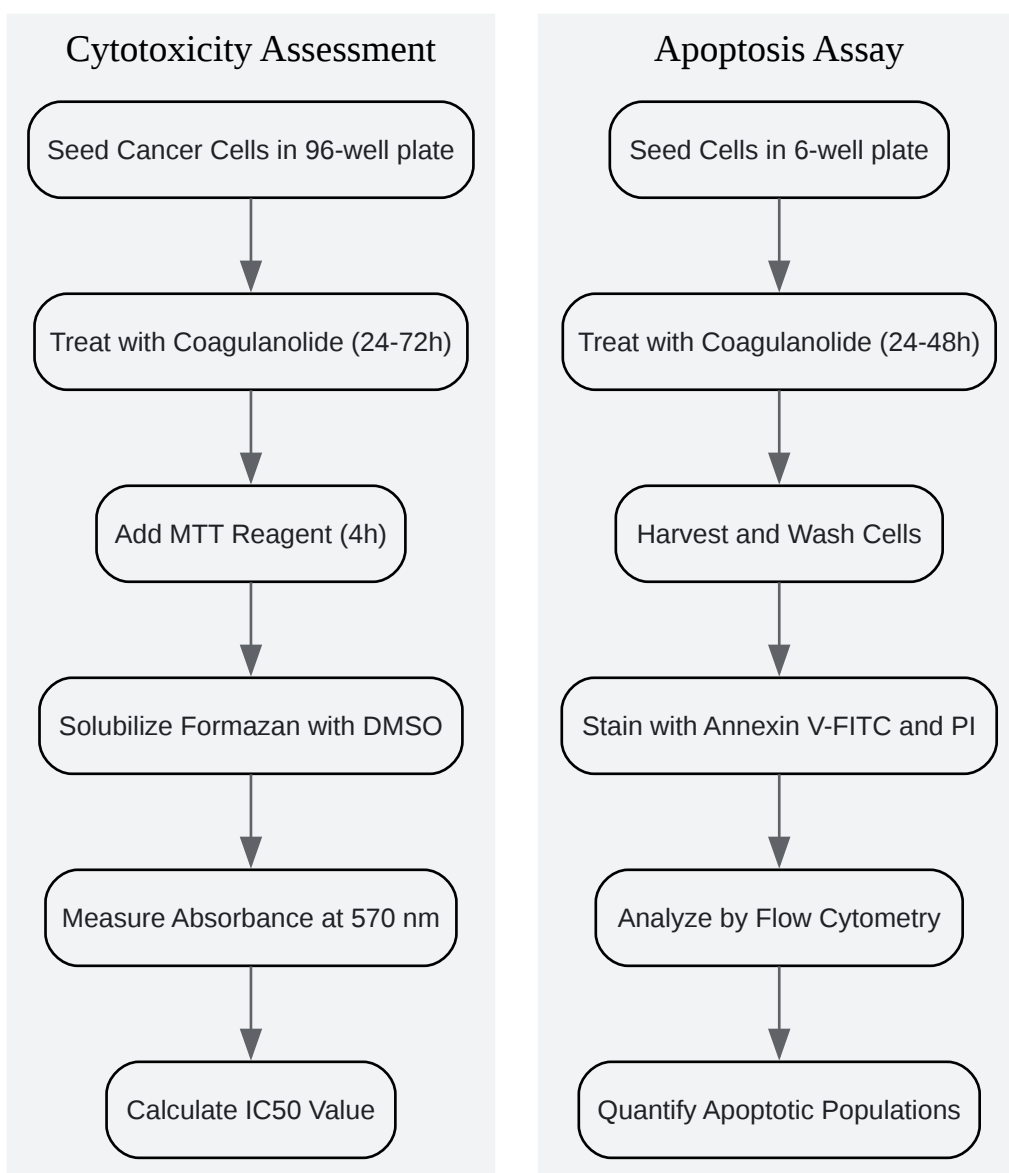 Cytotoxicity Assessment
Seed Cancer Cells in 96-well plate
Treat with Coagulanolide (24-72h)
Add MTT Reagent (4h)
Solubilize Formazan with DMSO
Measure Absorbance at 570 nm
Calculate IC50 Value
Apoptosis Assay
Seed Cells in 6-well plate
Treat with Coagulanolide (24-48h)
Harvest and Wash Cells
Stain with Annexin V-FITC and PI
Analyze by Flow Cytometry
Quantify Apoptotic Populations